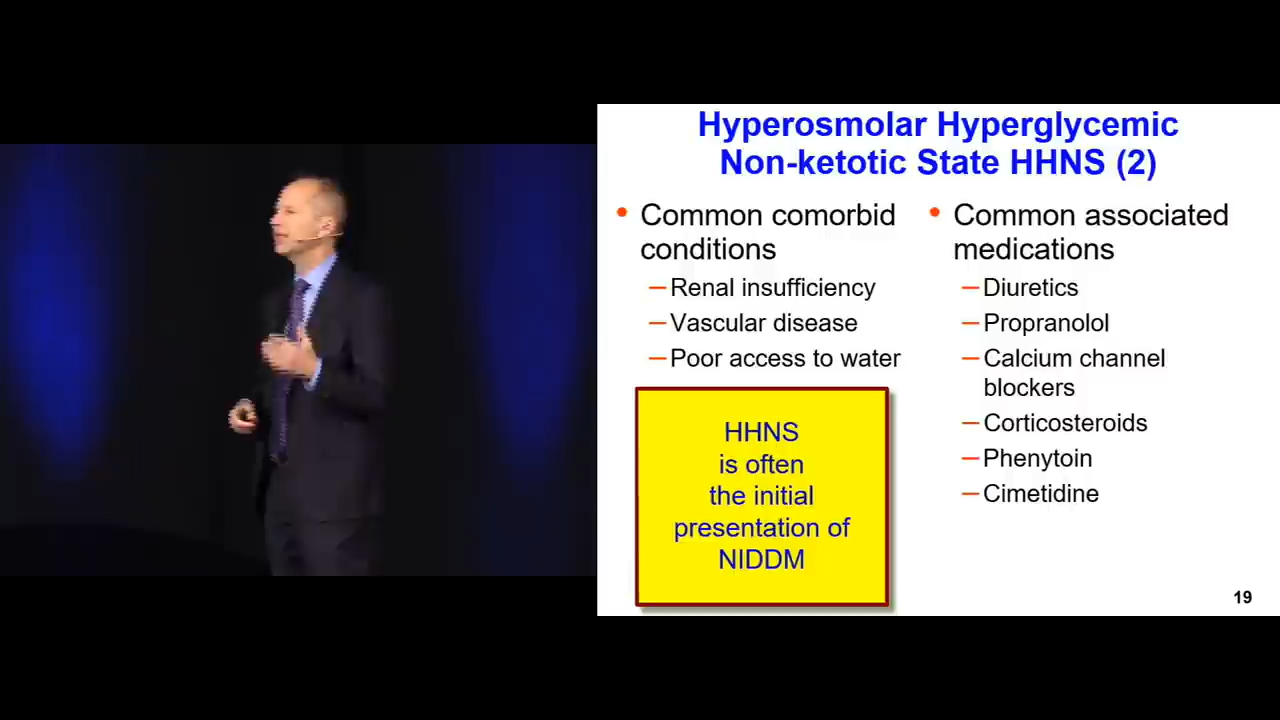 Hyperosmolar Hyperglycemic
Non-ketotic State HHNS (2)
• Common comorbid
conditions
– Renal insufficiency
– Vascular disease
– Poor access to water
HHNS
is often
the initial
presentation of
NIDDM
• Common associated
medications
– Diuretics
– Propranolol
– Calcium channel
blockers
– Corticosteroids
– Phenytoin
– Cimetidine
19